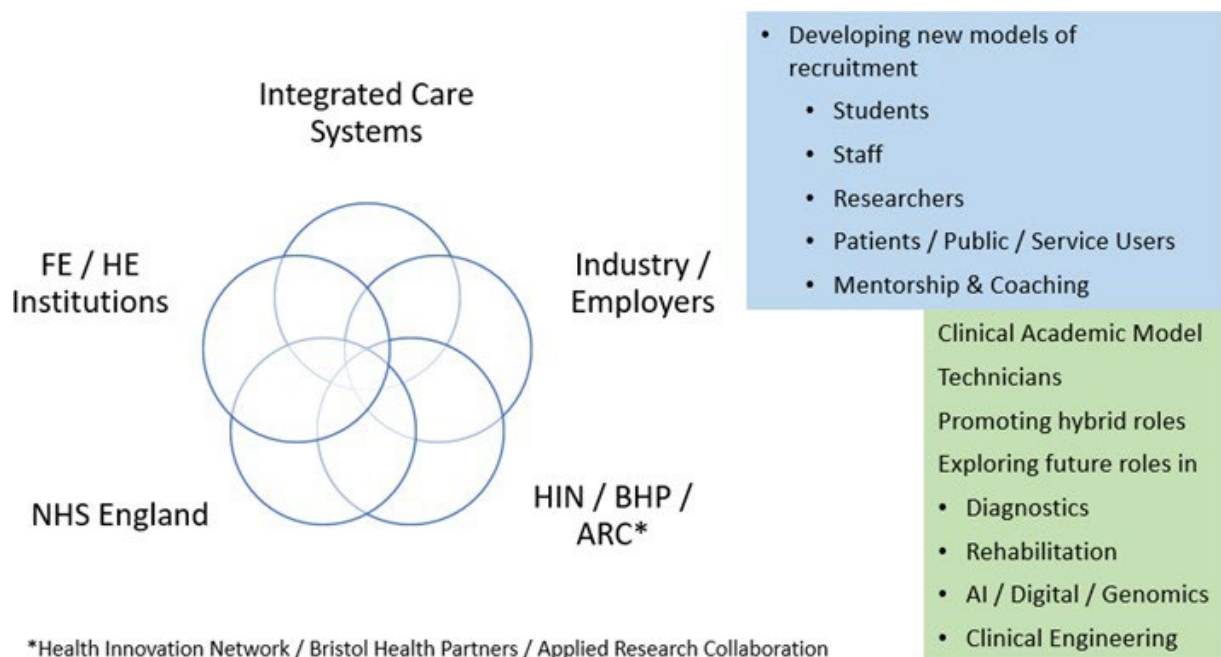 Integrated Care
Systems
FE / HE
Institutions
Industry /
Employers
NHS England
HIN / BHP /
ARC*
*Health Innovation Network / Bristol Health Partners / Applied Research Collaboration
• Developing new models of
recruitment
• Students
• Staff
• Researchers
• Patients / Public / Service Users
• Mentorship & Coaching
Clinical Academic Model
Technicians
Promoting hybrid roles
Exploring future roles in
• Diagnostics
• Rehabilitation
• AI / Digital / Genomics
• Clinical Engineering